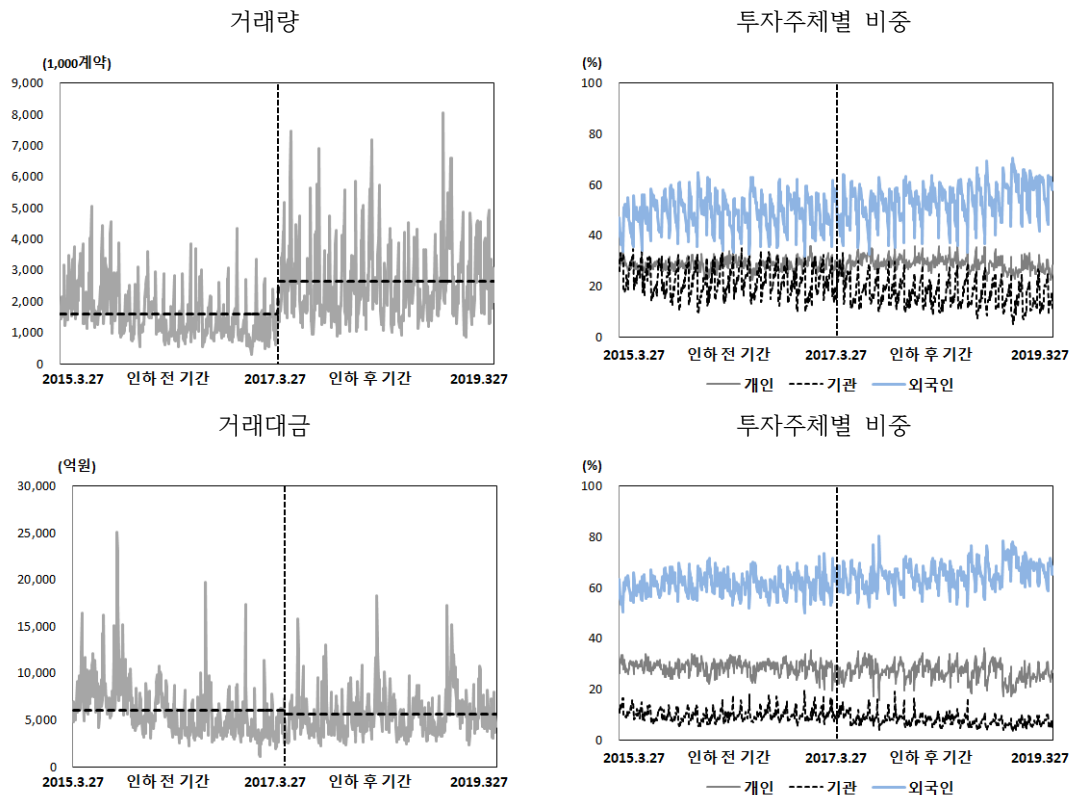 거래량
(1,000계약)
9,000
8,000
7,000
6,000
5,000
4,000
3,000
2,000
1,000
0
2015.3.27 인하 전 기간 2017.3.27 인하 후 기간 2019.327
투자주체별 비중
(%)
100
80
60
40
20
0
2015.3.27 인하 전 기간 2017.3.27 인하 후 기간 2019.327
개인 기관 외국인
거래대금
(억원)
30,000
25,000
20,000
15,000
10,000
5,000
0
2015.3.27 인하 전 기간 2017.3.27 인하 후 기간 2019.327
투자주체별 비중
(%)
100
80
60
40
20
0
2015.3.27 인하 전 기간 2017.3.27 인하 후 기간 2019.327
개인 기관 외국인